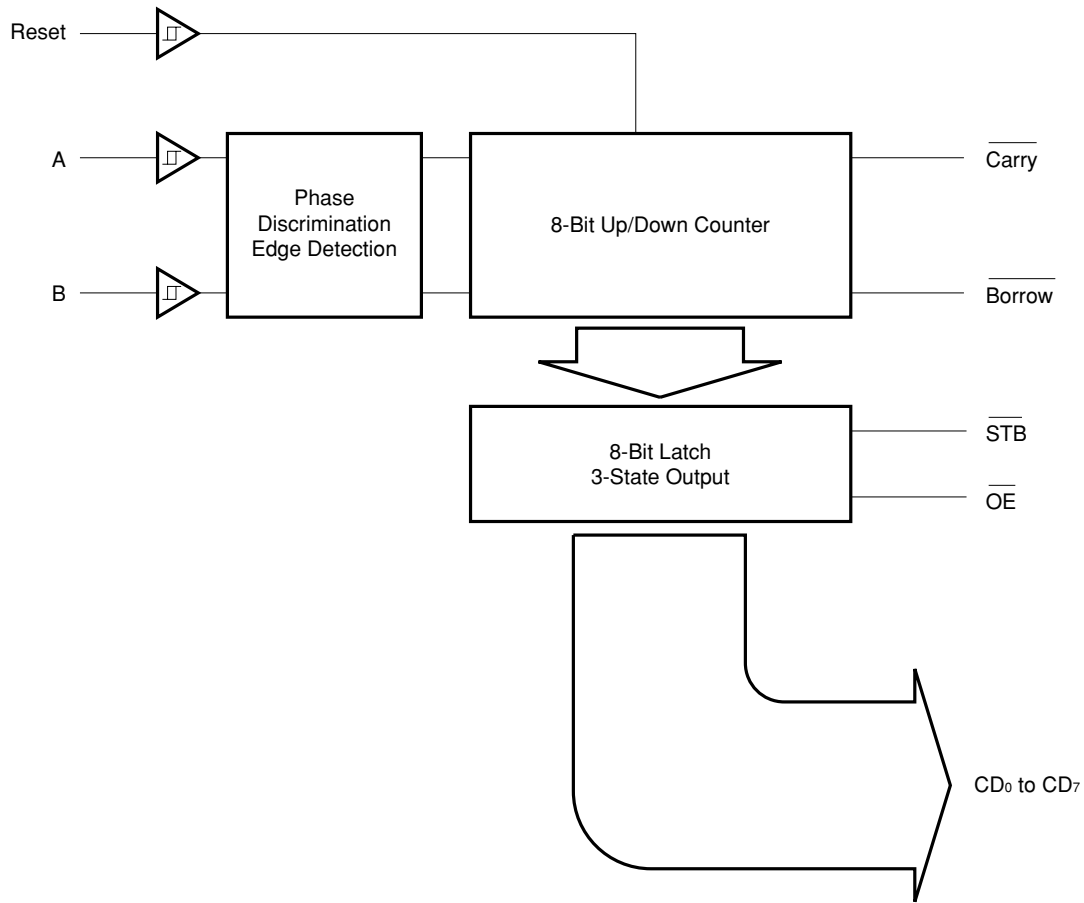 Reset
A
Phase
Discrimination
Edge Detection
8-Bit Up/Down Counter
Carry
B
Borrow
8-Bit Latch
3-State Output
STB
OE
CD₀ to CD₇